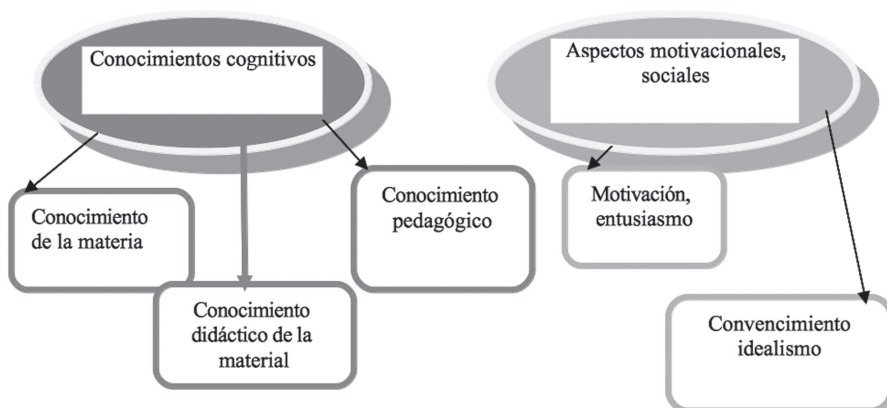 Conocimientos cognitivos
Aspectos motivacionales,
sociales
Conocimiento
de la materia
Conocimiento
didáctico de la
material
Conocimiento
pedagógico
Motivación,
entusiasmo
Convencimiento
idealismo